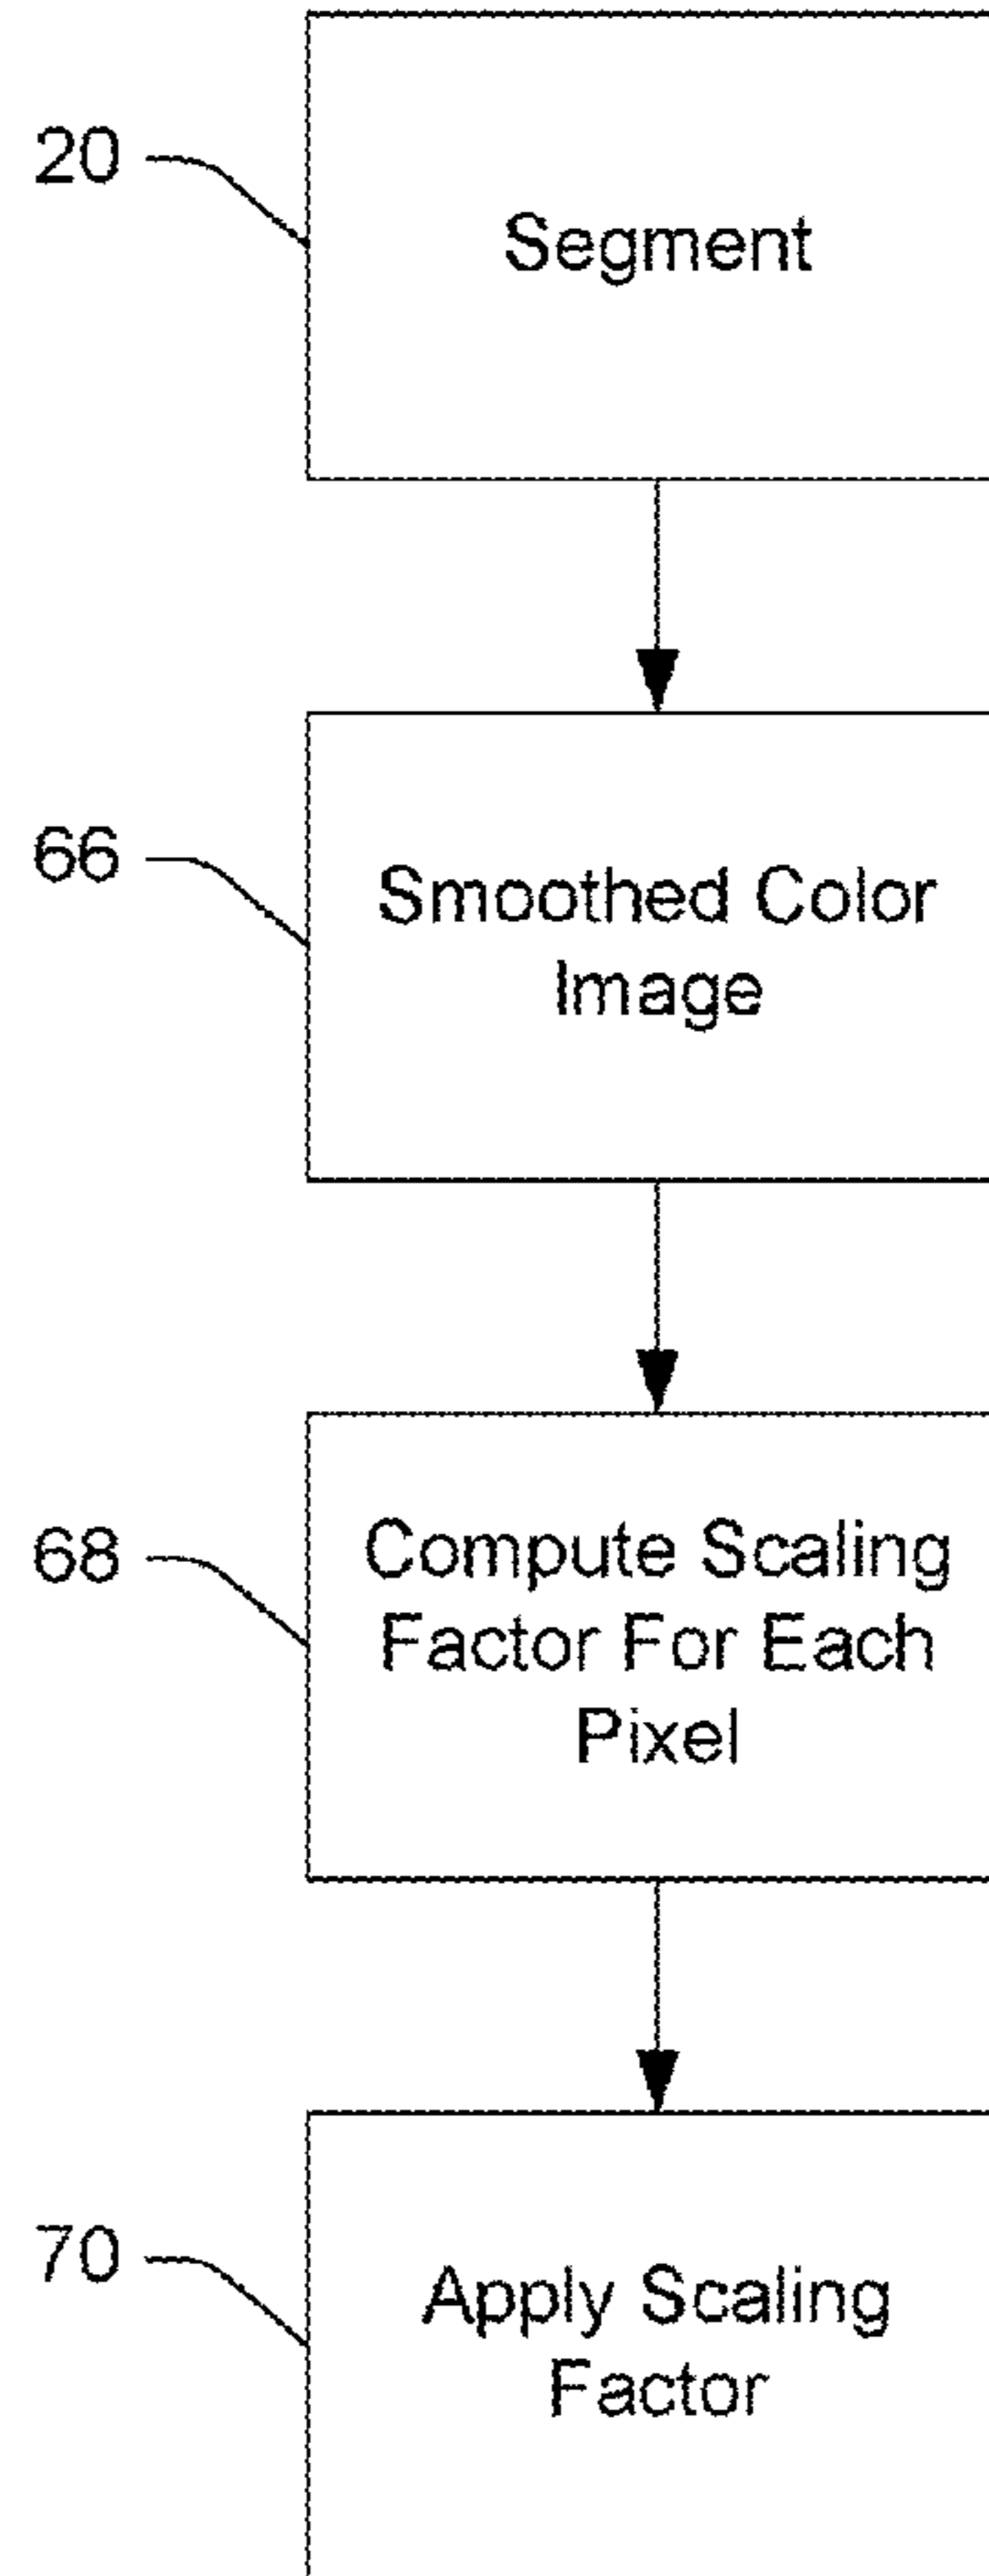 20
Segment
66
Smoothed Color
Image
68
Compute Scaling
Factor For Each
Pixel
70
Apply Scaling
Factor